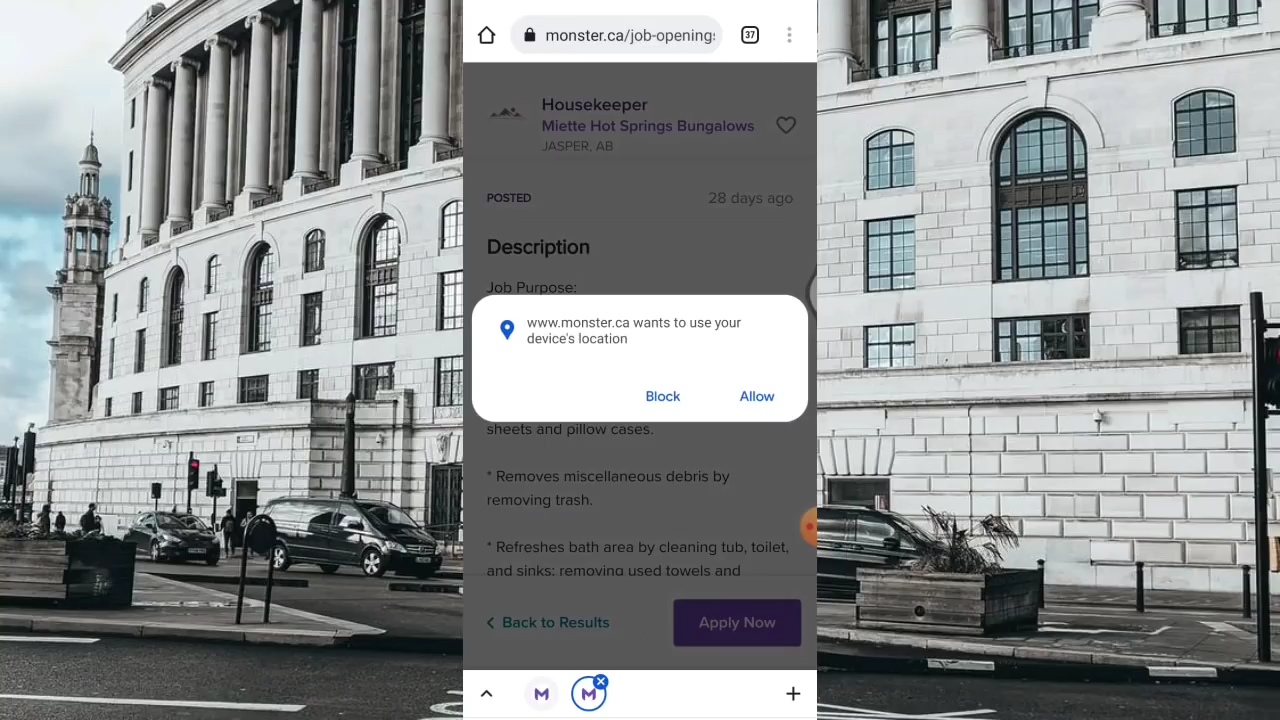 monster.ca/job-openings
37
Housekeeper
Miette Hot Springs Bungalows
JASPER, AB
POSTED
28 days ago
Description
Job Purpose:
www.monster.ca wants to use your
device's location
Block
Allow
sheets and pillow cases.
* Removes miscellaneous debris by
removing trash.
* Refreshes bath area by cleaning tub, toilet,
and sinks: removing used towels and
Back to Results
Apply Now